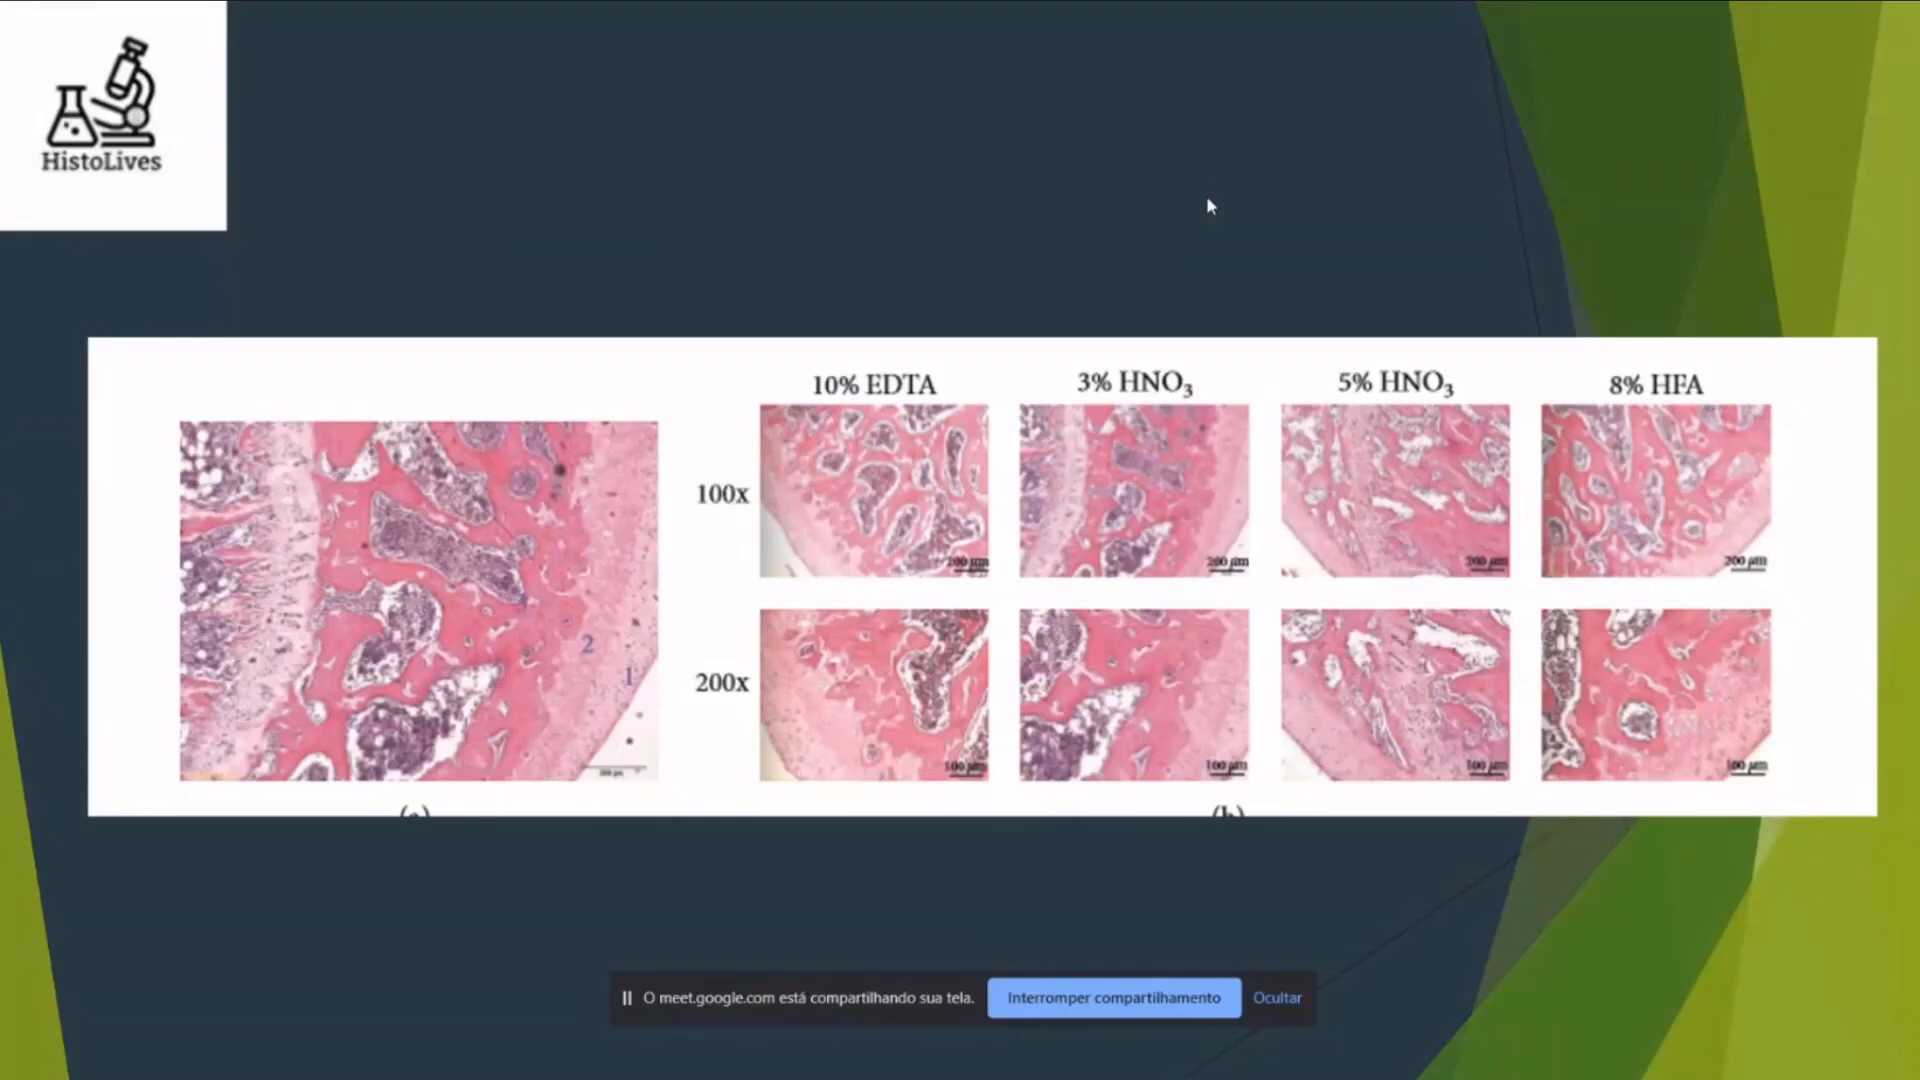 HistoLives
10% EDTA 3% HNO₃ 5% HNO₃ 8% HFA
100x
200 µm 200 µm 200 µm 200 µm
2
1
200x
100 µm 100 µm 100 µm 100 µm
(a) (b)
O meet.google.com está compartilhando sua tela. Interromper compartilhamento Ocultar